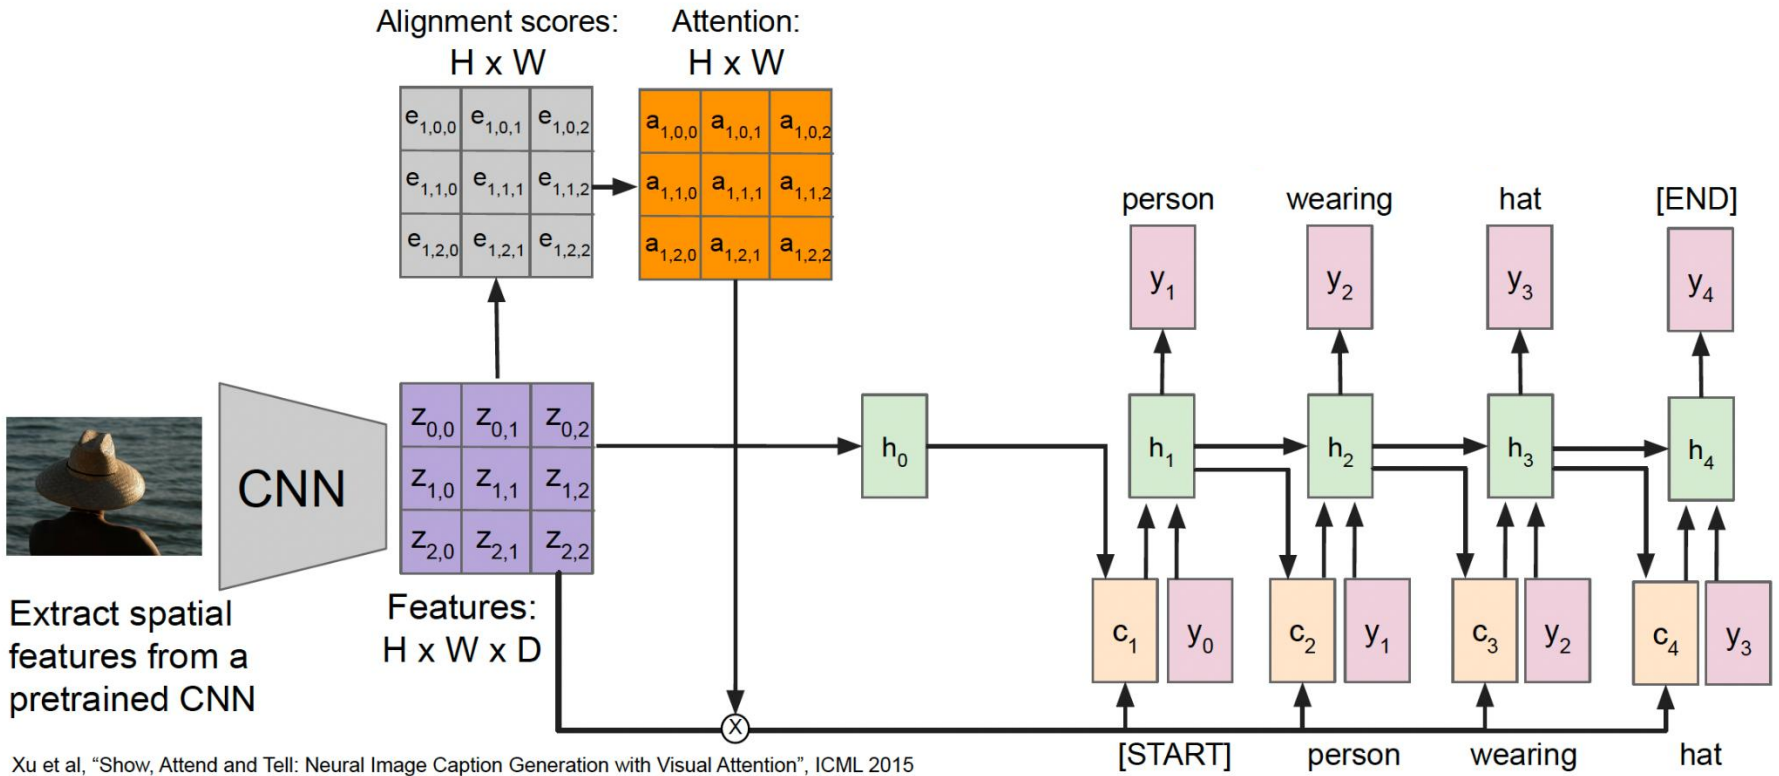 Alignment scores:
H x W
Attention:
H x W
e1,0,0 e1,0,1 e1,0,2
e1,1,0 e1,1,1 e1,1,2
e1,2,0 e1,2,1 e1,2,2
a1,0,0 a1,0,1 a1,0,2
a1,1,0 a1,1,1 a1,1,2
a1,2,0 a1,2,1 a1,2,2
person wearing hat [END]
y1 y2 y3 y4
CNN
z0,0 z0,1 z0,2
z1,0 z1,1 z1,2
z2,0 z2,1 z2,2
h0 h1 h2 h3 h4
Extract spatial
features from a
pretrained CNN
Features:
H x W x D
c1 y0 c2 y1 c3 y2 c4 y3
X
[START] person wearing hat
Xu et al, “Show, Attend and Tell: Neural Image Caption Generation with Visual Attention”, ICML 2015